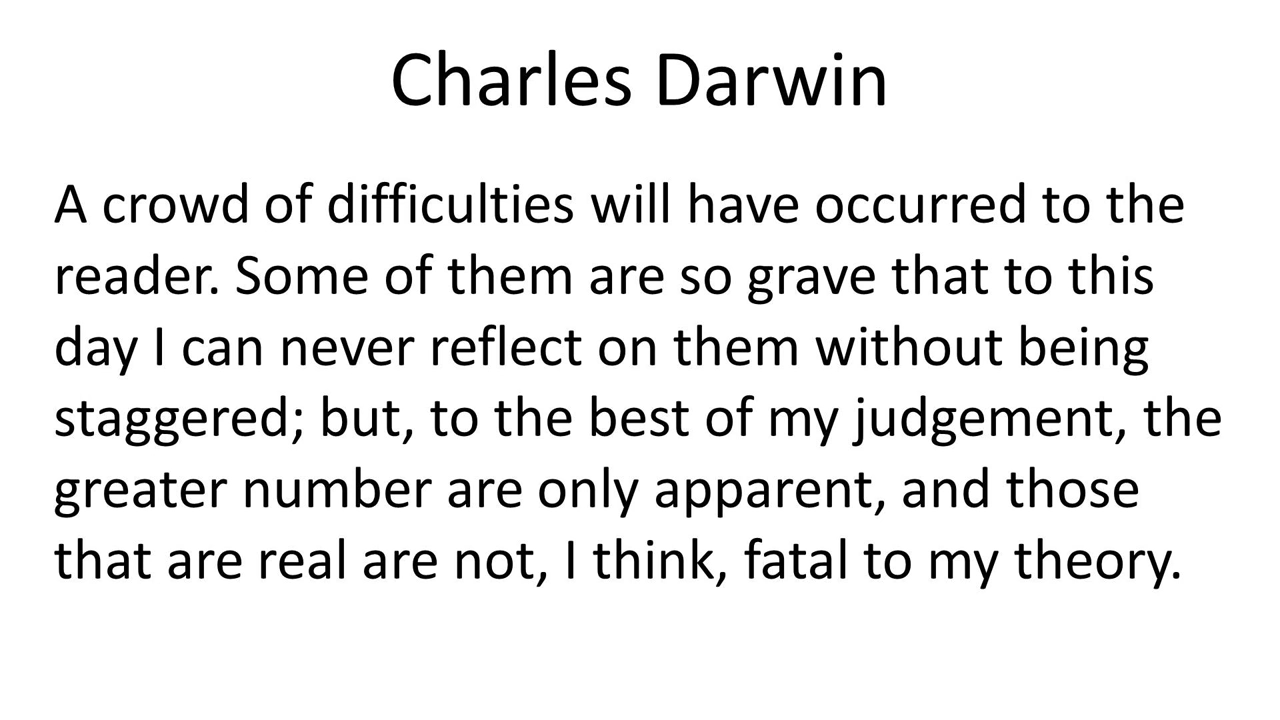 Charles Darwin
A crowd of difficulties will have occurred to the
reader. Some of them are so grave that to this
day I can never reflect on them without being
staggered; but, to the best of my judgement, the
greater number are only apparent, and those
that are real are not, I think, fatal to my theory.